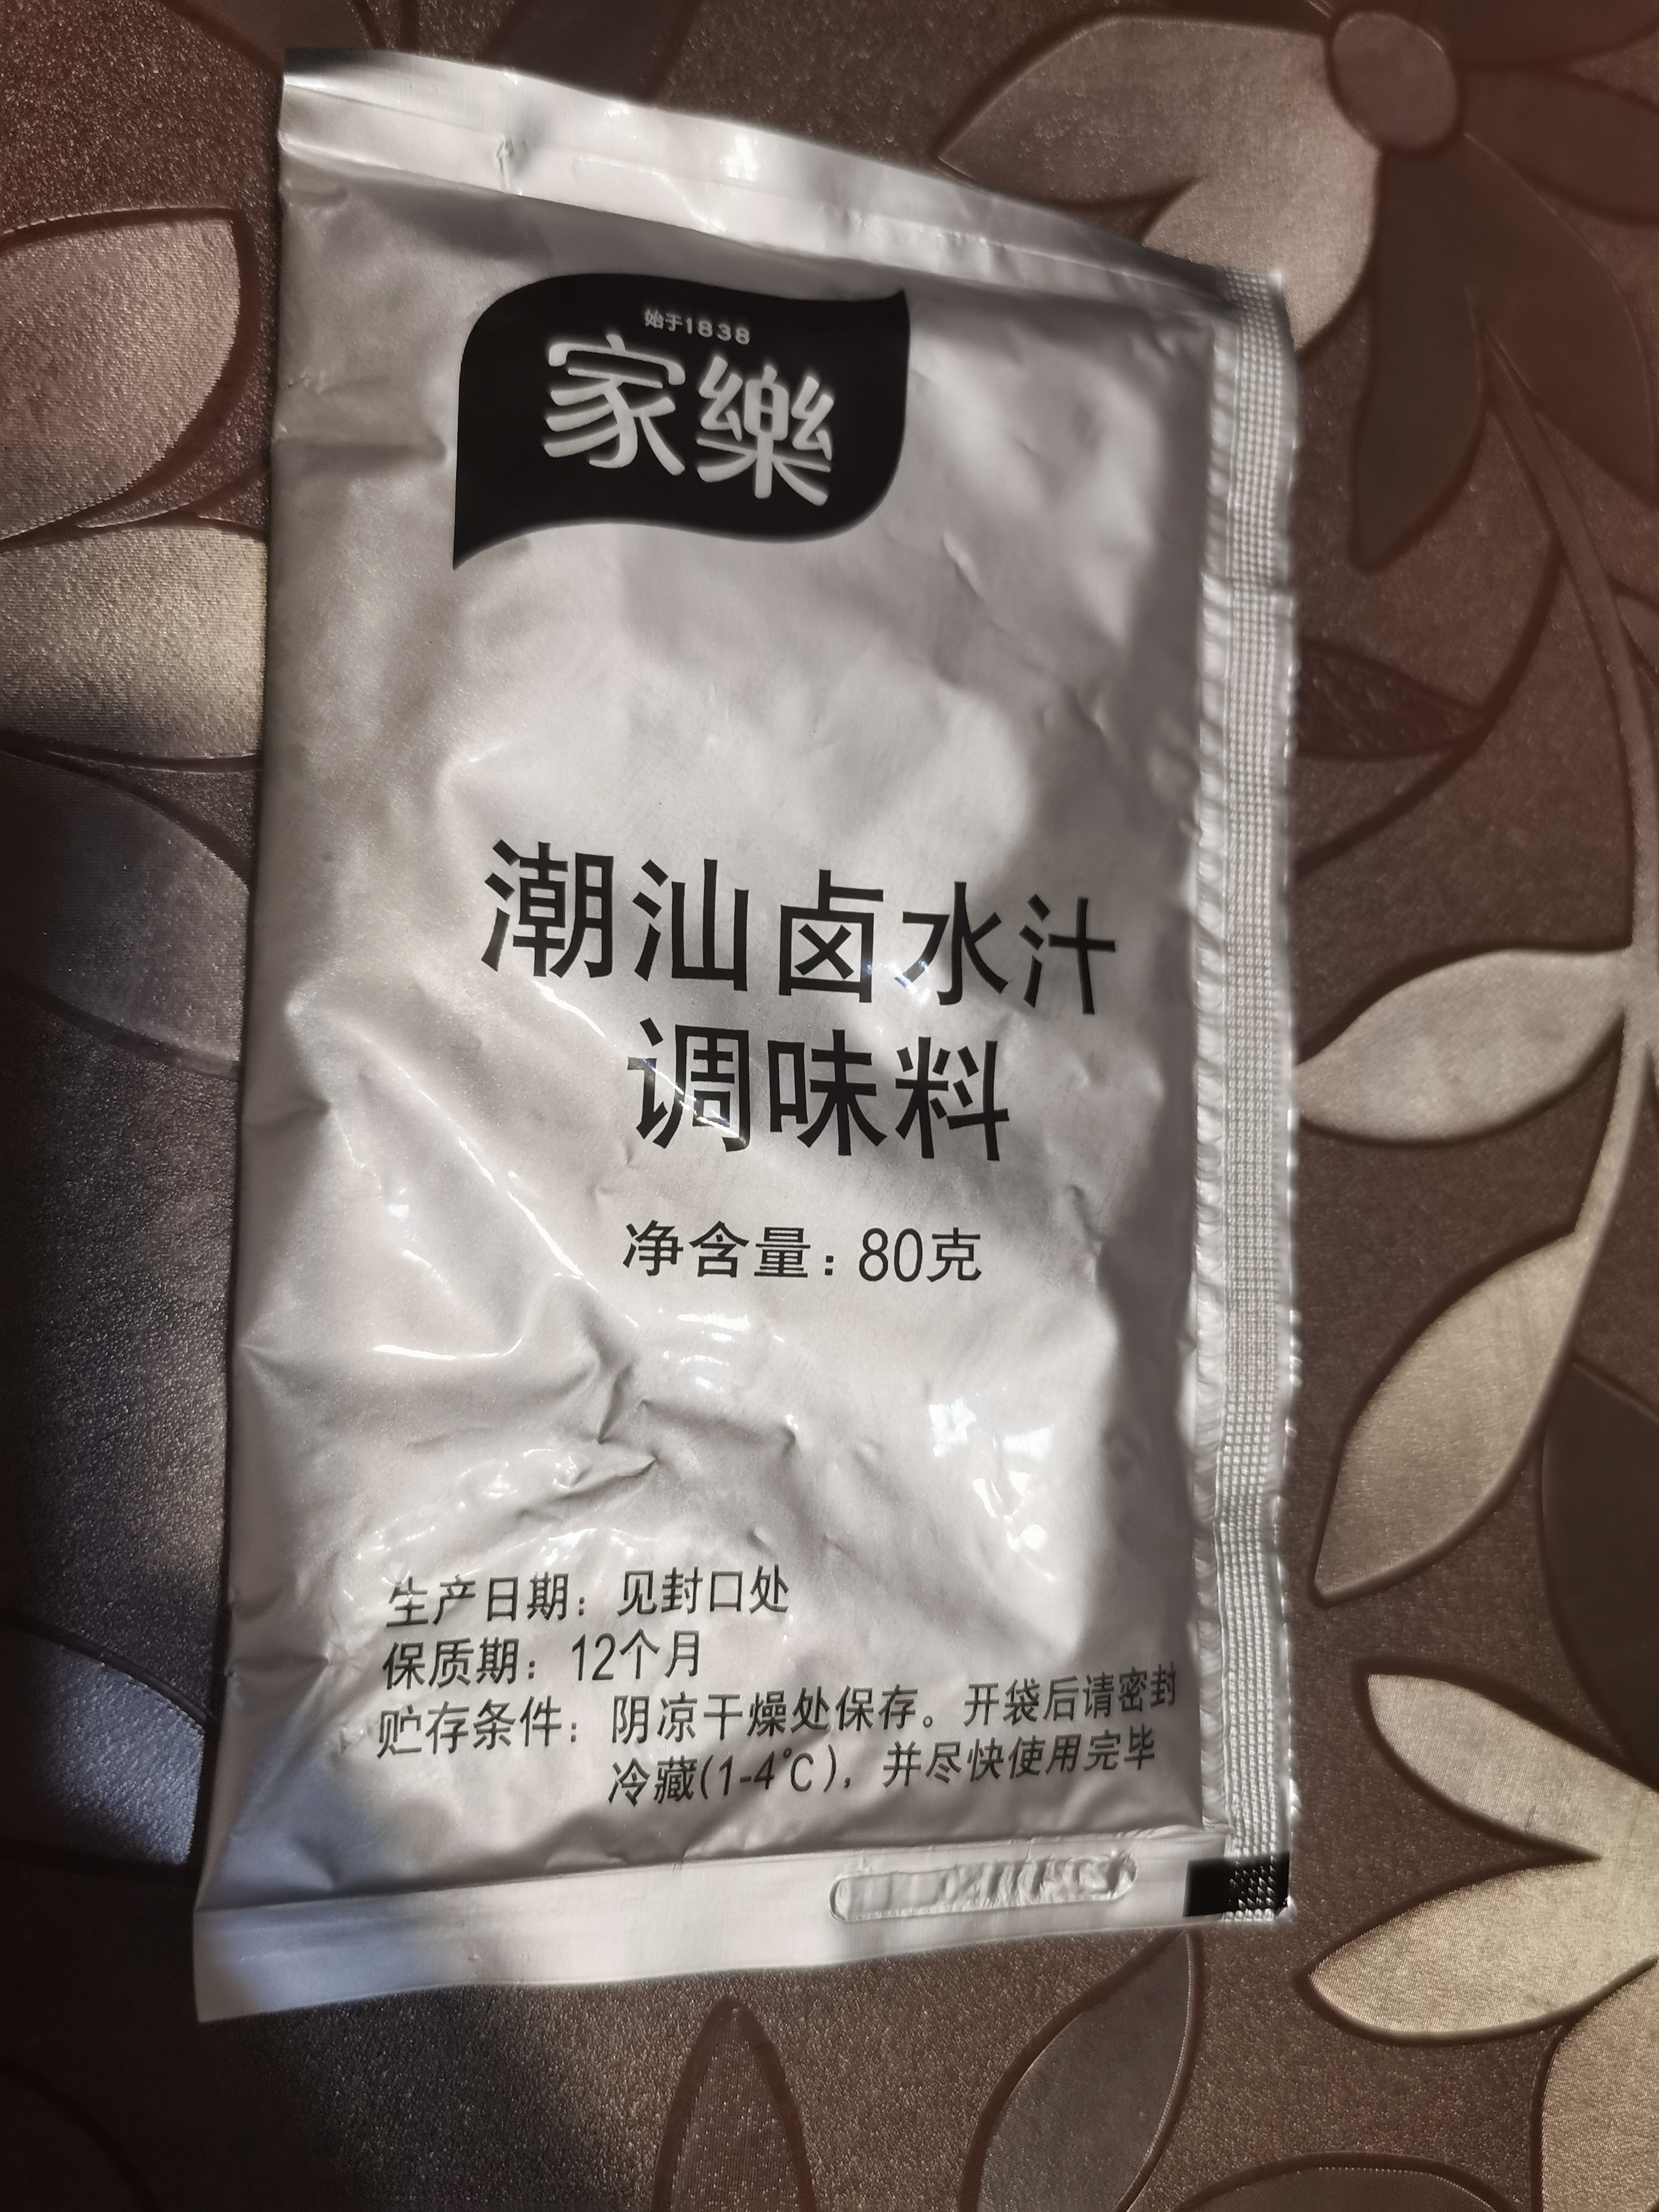 始于1838
家樂
潮汕卤水汁
调味料
净含量：80克
生产日期：见封口处
保质期：12个月
贮存条件：阴凉干燥处保存。开袋后请密封
冷藏(1-4℃)，并尽快使用完毕